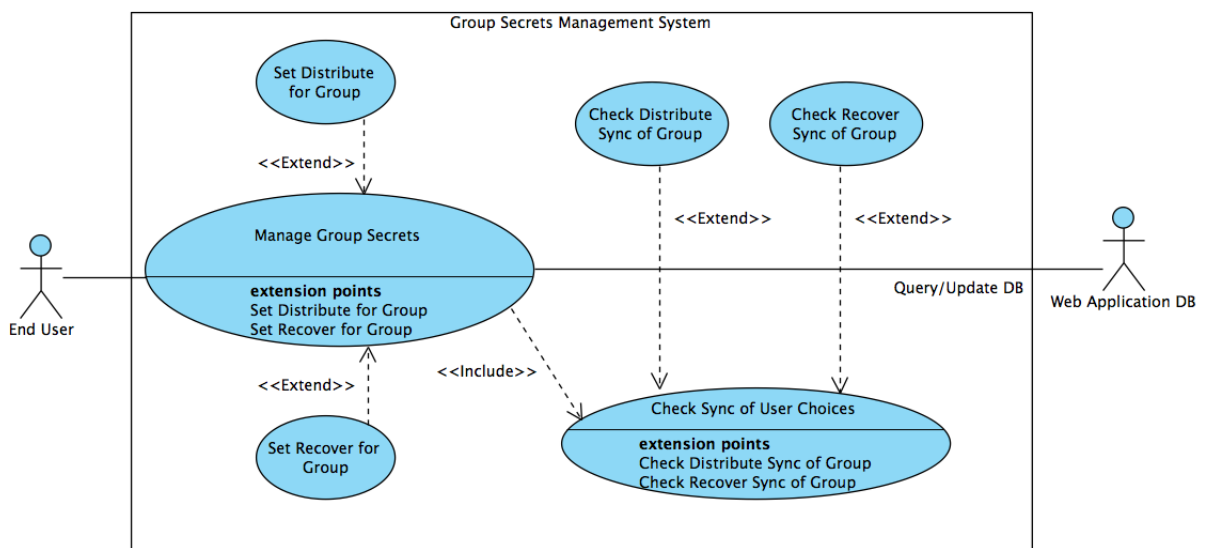 Group Secrets Management System
Set Distribute
for Group
Check Distribute
Sync of Group
Check Recover
Sync of Group
<<Extend>>
<<Extend>>
<<Extend>>
Manage Group Secrets
extension points
Set Distribute for Group
Set Recover for Group
End User
Query/Update DB
Web Application DB
<<Extend>>
<<Include>>
Set Recover for
Group
Check Sync of User Choices
extension points
Check Distribute Sync of Group
Check Recover Sync of Group